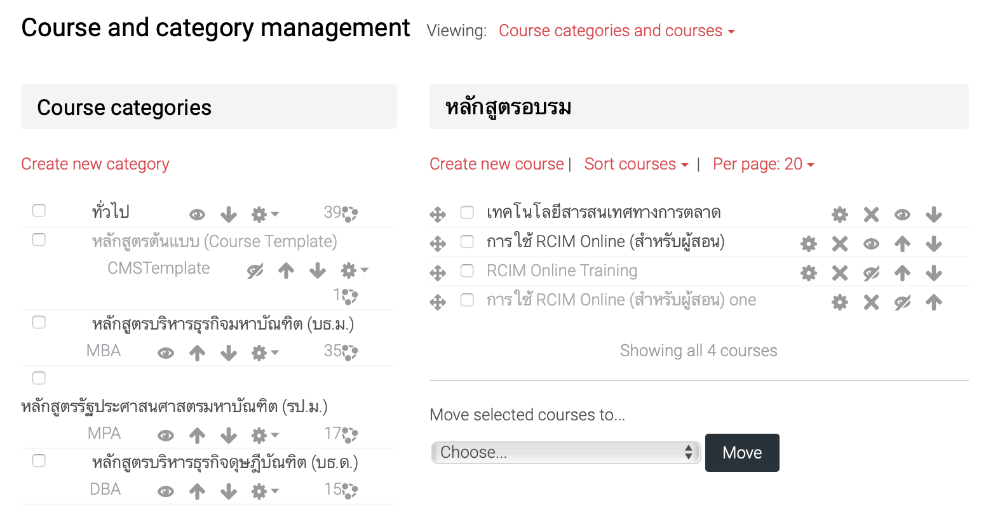 Course and category management Viewing: Course categories and courses
Course categories
Create new category
ทั่วไป 39
หลักสูตรต้นแบบ (Course Template)
CMSTemplate
1
หลักสูตรบริหารธุรกิจมหาบัณฑิต (บธ.ม.)
MBA 35
หลักสูตรรัฐประศาสนศาสตรมหาบัณฑิต (รป.ม.)
MPA 17
หลักสูตรบริหารธุรกิจดุษฎีบัณฑิต (บธ.ด.)
DBA 15
หลักสูตรอบรม
Create new course | Sort courses | Per page: 20
เทคโนโลยีสารสนเทศทางการตลาด
การใช้ RCIM Online (สำหรับผู้สอน)
RCIM Online Training
การใช้ RCIM Online (สำหรับผู้สอน) one
Showing all 4 courses
Move selected courses to...
Choose... Move